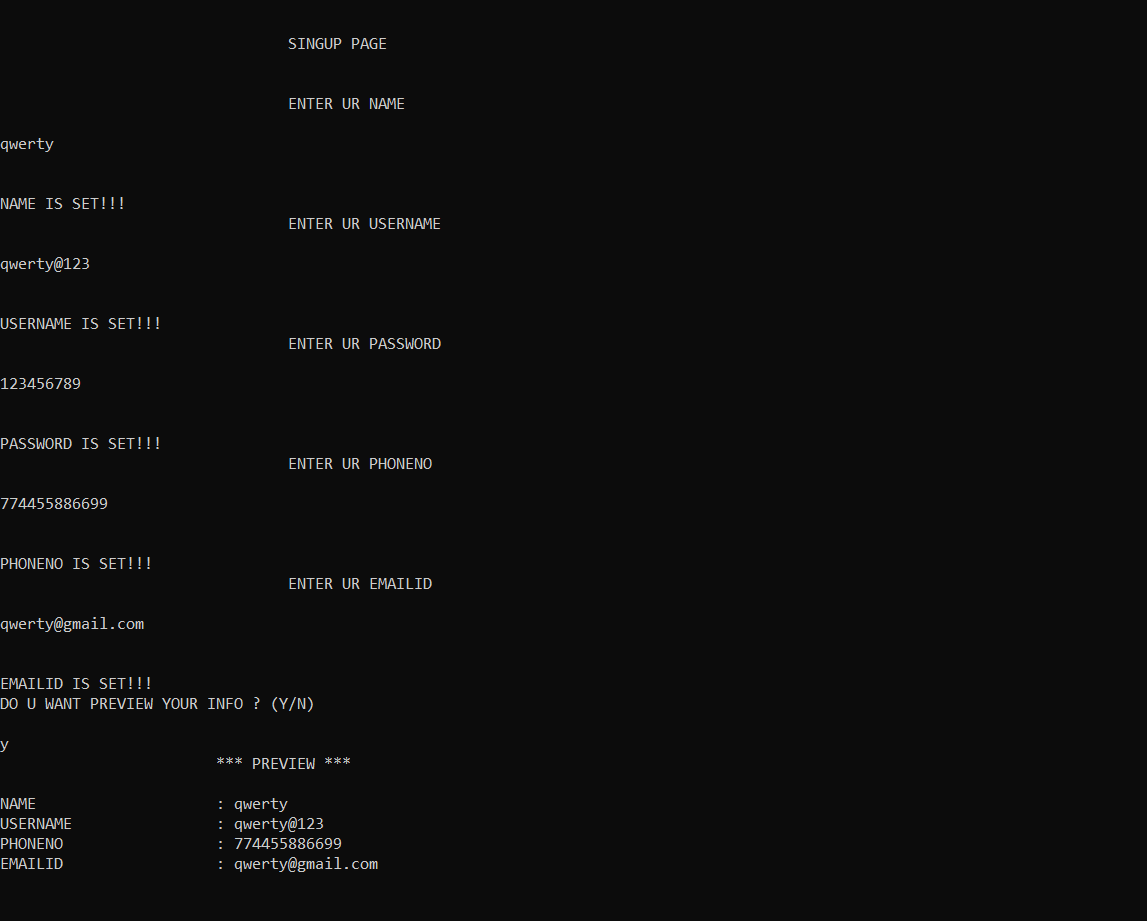 SINGUP PAGE
ENTER UR NAME
qwerty
NAME IS SET!!!
ENTER UR USERNAME
qwerty@123
USERNAME IS SET!!!
ENTER UR PASSWORD
123456789
PASSWORD IS SET!!!
ENTER UR PHONENO
774455886699
PHONENO IS SET!!!
ENTER UR EMAILID
qwerty@gmail.com
EMAILID IS SET!!!
DO U WANT PREVIEW YOUR INFO ? (Y/N)
y
*** PREVIEW ***
NAME : qwerty
USERNAME : qwerty@123
PHONENO : 774455886699
EMAILID : qwerty@gmail.com